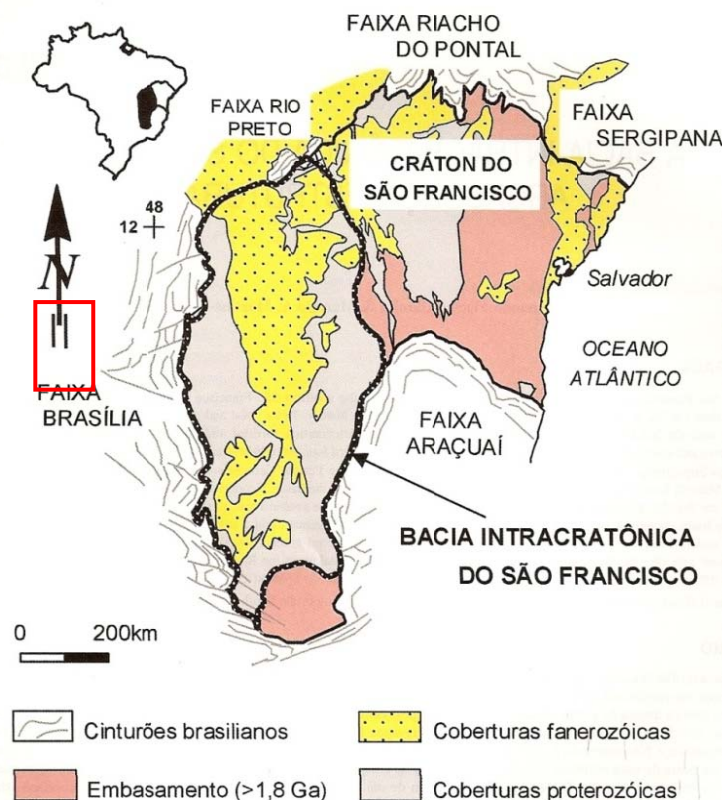 FAIXA RIACHO
DO PONTAL
FAIXA RIO
PRETO
FAIXA
SERGIPANA
CRÁTON DO
SÃO FRANCISCO
48
12
N
Salvador
OCEANO
ATLÂNTICO
FAIXA
BRASÍLIA
FAIXA
ARAÇUAÍ
BACIA INTRACRATÔNICA
DO SÃO FRANCISCO
0 200km
Cinturões brasilianos
Coberturas fanerozóicas
Embasamento (>1,8 Ga)
Coberturas proterozóicas